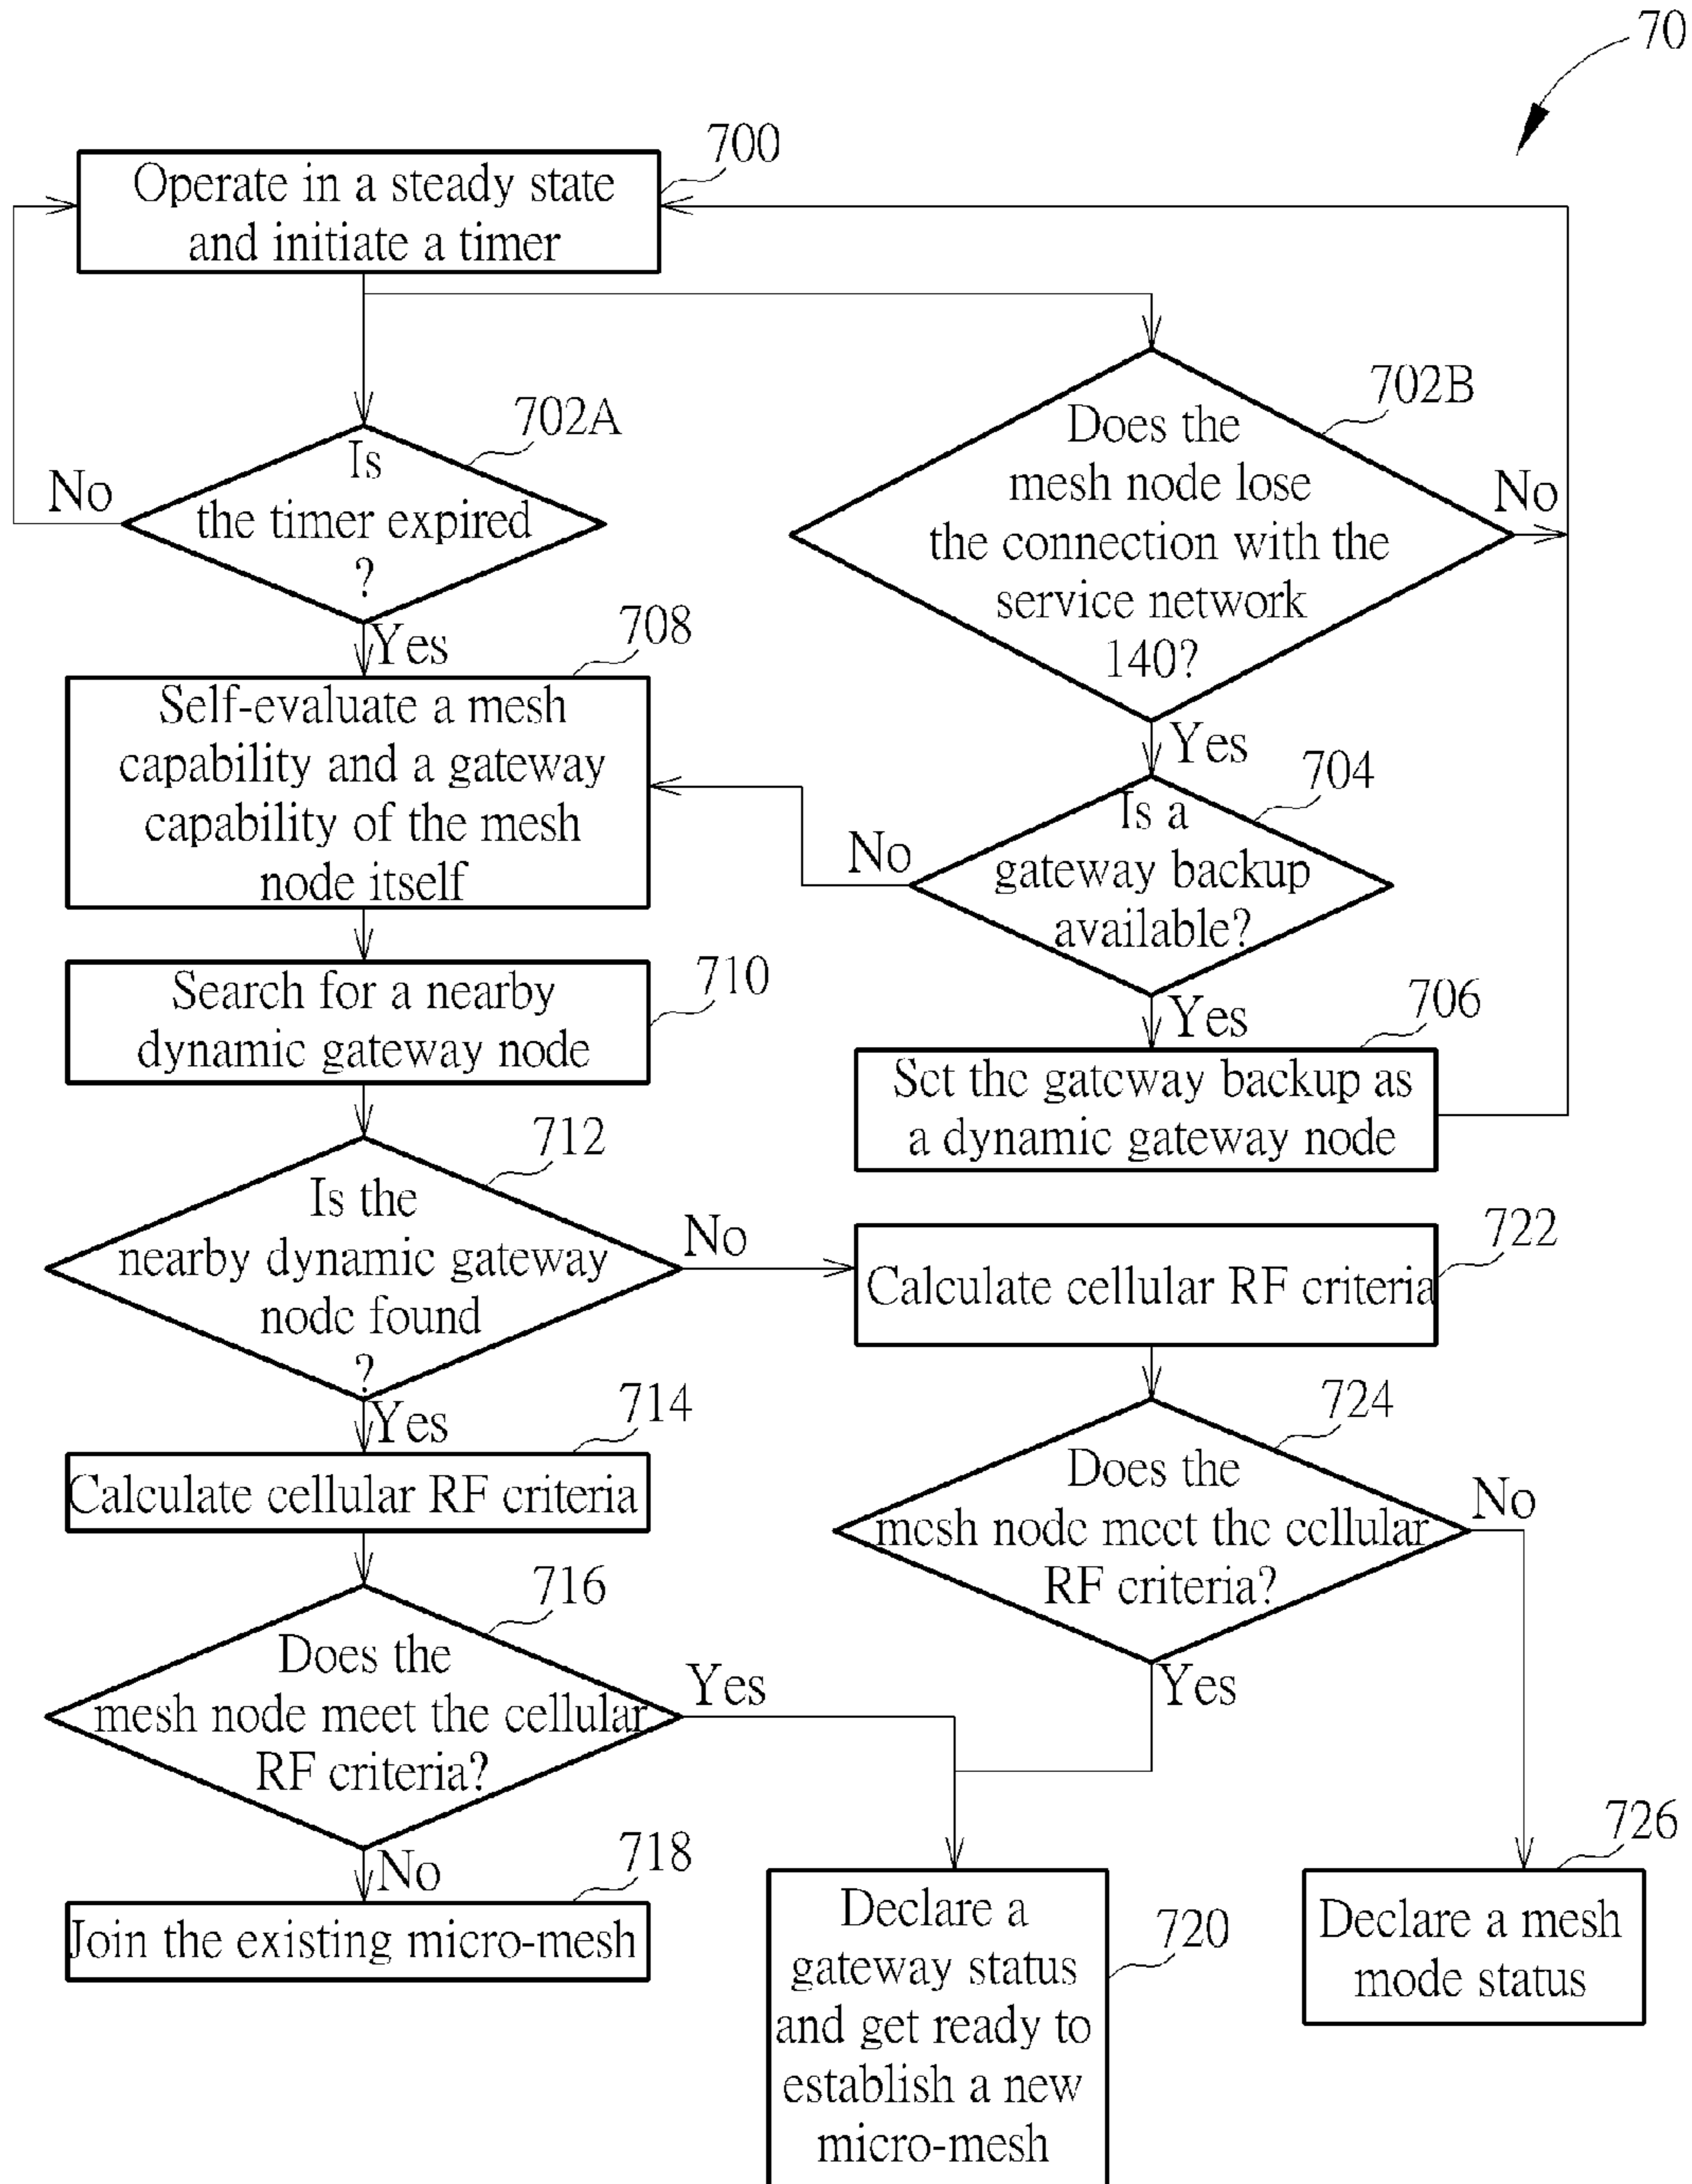 70
700
Operate in a steady state
and initiate a timer
702A
Is
the timer expired
?
No
Yes
702B
Does the
mesh node lose
the connection with the
service network
140?
No
Yes
708
Self-evaluate a mesh
capability and a gateway
capability of the mesh
node itself
704
Is a
gateway backup
available?
No
Yes
710
Search for a nearby
dynamic gateway node
706
Set the gateway backup as
a dynamic gateway node
712
Is the
nearby dynamic gateway
node found
?
No
Yes
722
Calculate cellular RF criteria
714
Calculate cellular RF criteria
724
Does the
mesh node meet the cellular
RF criteria?
No
Yes
716
Does the
mesh node meet the cellular
RF criteria?
Yes
No
718
Join the existing micro-mesh
720
Declare a
gateway status
and get ready to
establish a new
micro-mesh
726
Declare a mesh
mode status